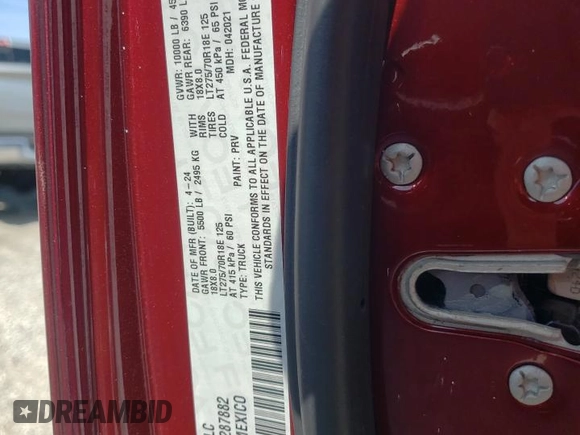 DATE OF MFR (BUILT): 4-24 GVWR: 10000 LB / 45
GAWR FRONT: 5500 LB / 2495 KG WITH GAWR REAR: 6390 L
18X8.0 RIMS 18X8.0
LT275/70R18E 125 TIRES LT275/70R18E 125
AT 415 kPa / 60 PSI COLD AT 450 kPa / 65 PSI
TYPE: TRUCK PAINT: PRV MDH: 042021
THIS VEHICLE CONFORMS TO ALL APPLICABLE U.S.A. FEDERAL MO
STANDARDS IN EFFECT ON THE DATE OF MANUFACTURE
LC
287882
MEXICO
DREAMBID